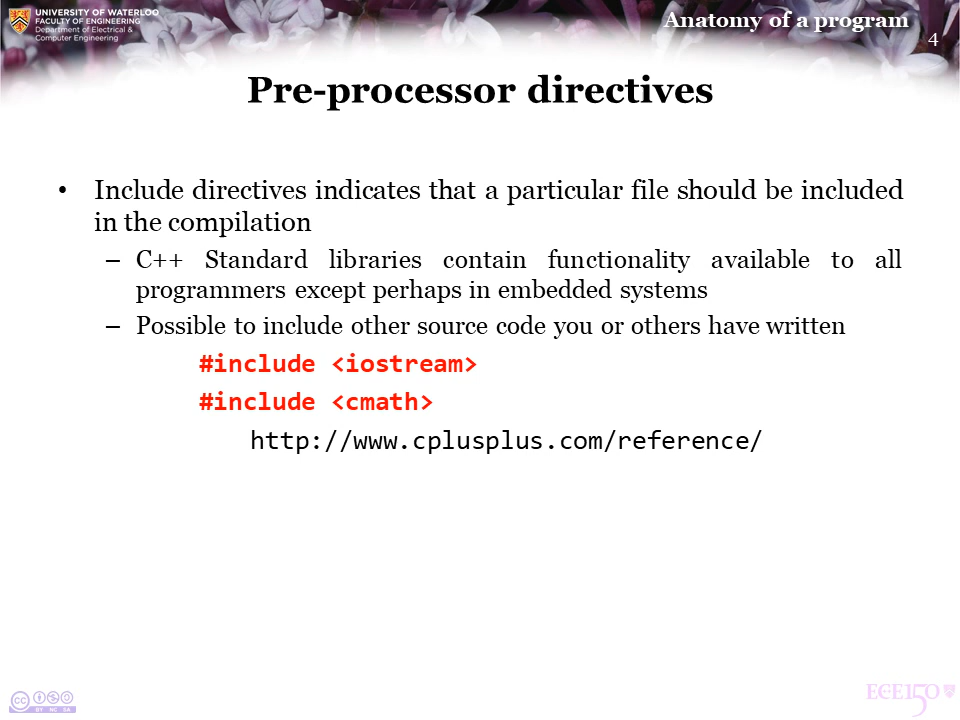 UNIVERSITY OF WATERLOO
FACULTY OF ENGINEERING
Department of Electrical &
Computer Engineering
Anatomy of a program
4
Pre-processor directives
• Include directives indicates that a particular file should be included
in the compilation
– C++ Standard libraries contain functionality available to all
programmers except perhaps in embedded systems
– Possible to include other source code you or others have written
#include <iostream>
#include <cmath>
http://www.cplusplus.com/reference/
cc
BY NC SA
ECE150